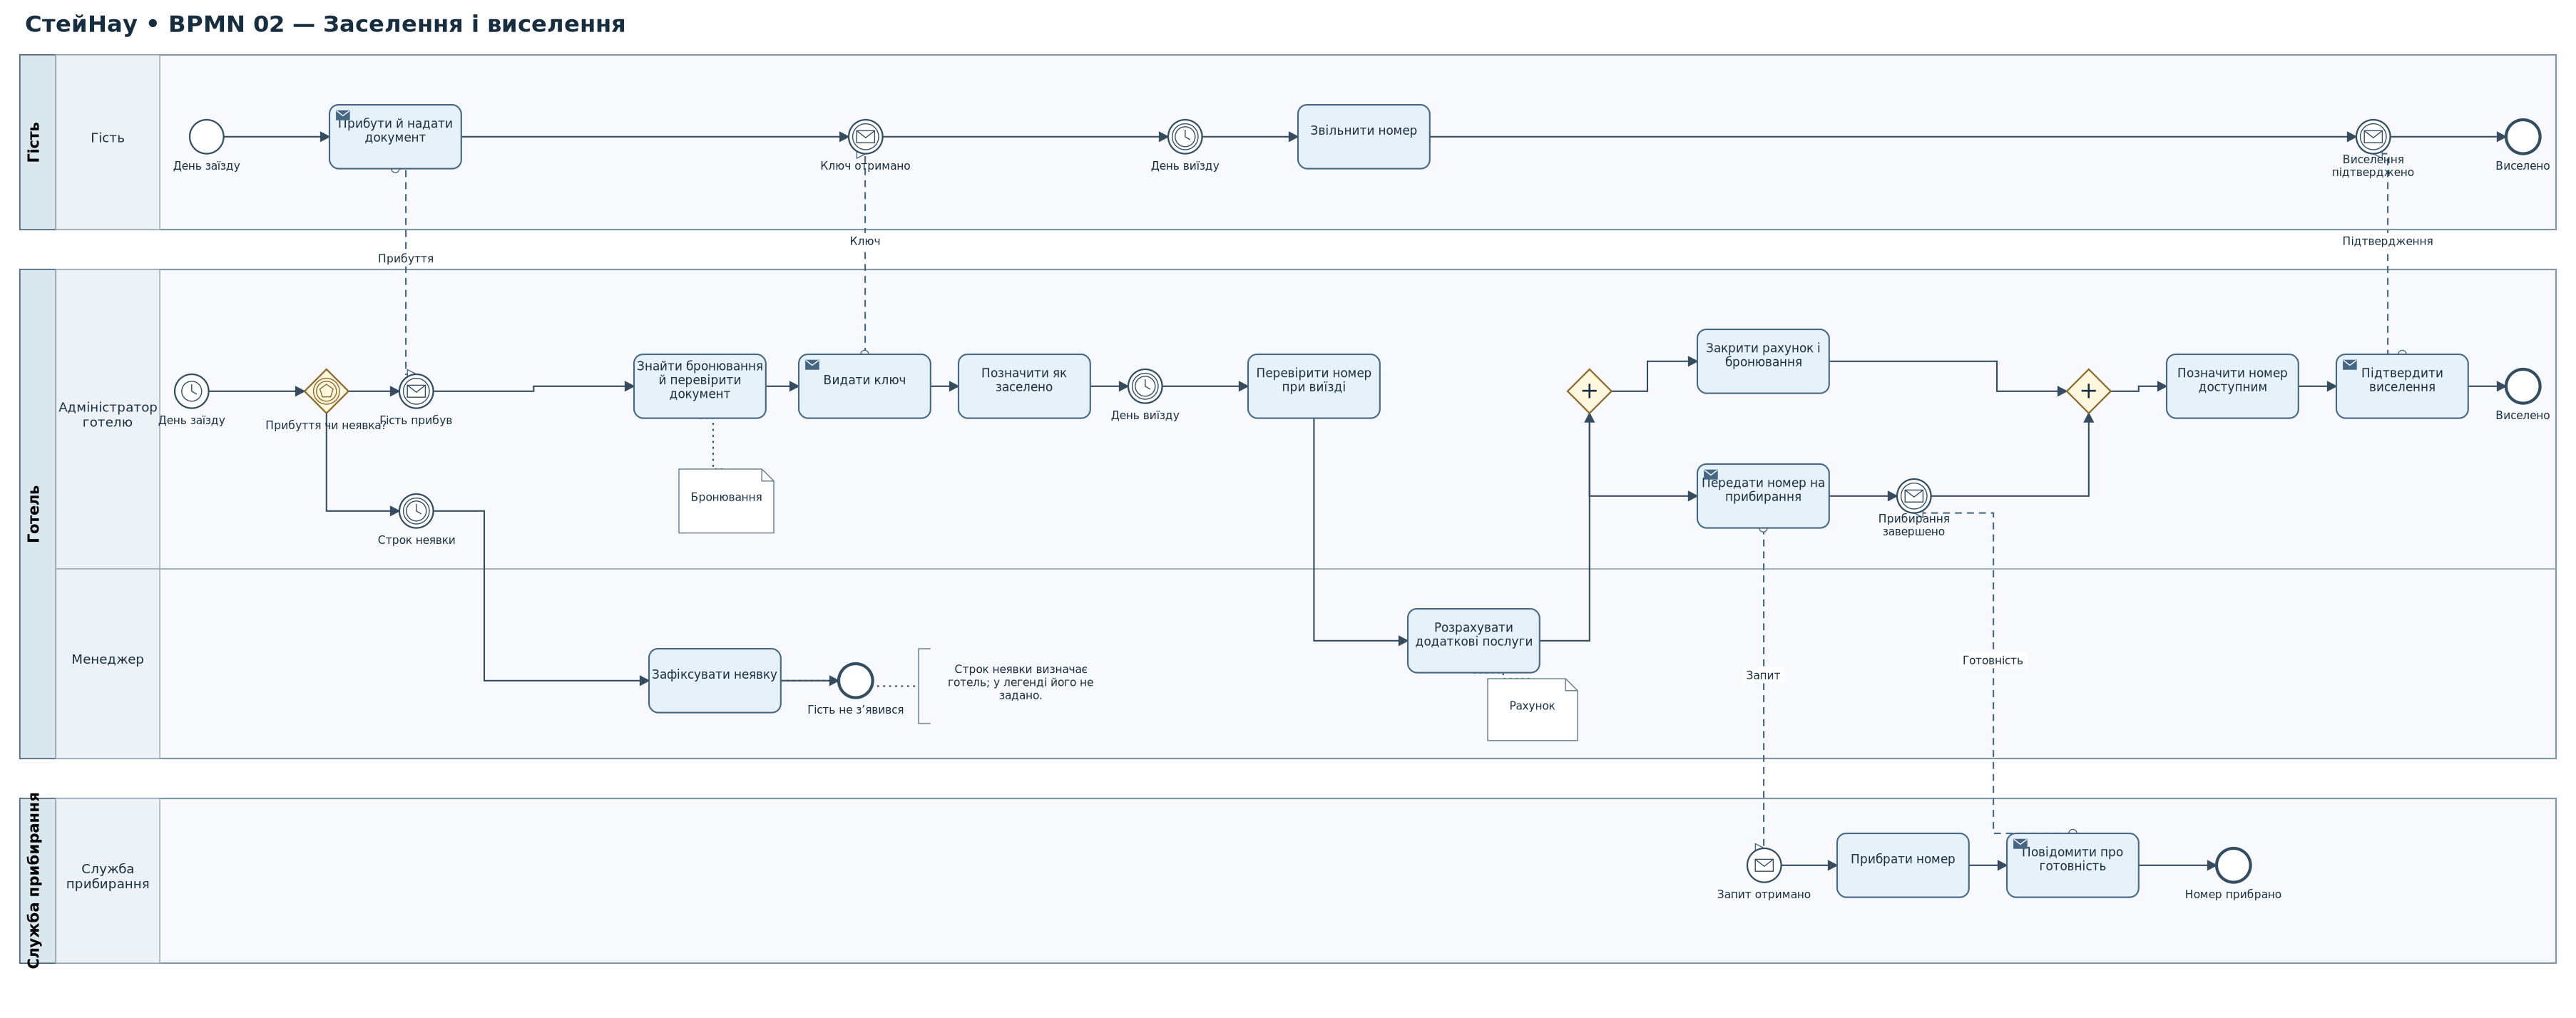 СтейНау • BPMN 02 — Заселення і виселення
Гість
Гість
День заїзду
Прибути й надати
документ
Ключ отримано
День виїзду
Звільнити номер
Виселення
підтверджено
Виселено
Прибуття
Ключ
Підтвердження
Готель
Адміністратор
готелю
День заїзду
Прибуття чи неявка?
Гість прибув
Знайти бронювання
й перевірити
документ
Видати ключ
Позначити як
заселено
День виїзду
Перевірити номер
при виїзді
Закрити рахунок і
бронювання
Позначити номер
доступним
Підтвердити
виселення
Виселено
Бронювання
Строк неявки
Передати номер на
прибирання
Прибирання
завершено
Менеджер
Зафіксувати неявку
Гість не з’явився
Строк неявки визначає
готель; у легенді його не
задано.
Розрахувати
додаткові послуги
Рахунок
Запит
Готовність
Служба прибирання
Служба
прибирання
Запит отримано
Прибрати номер
Повідомити про
готовність
Номер прибрано